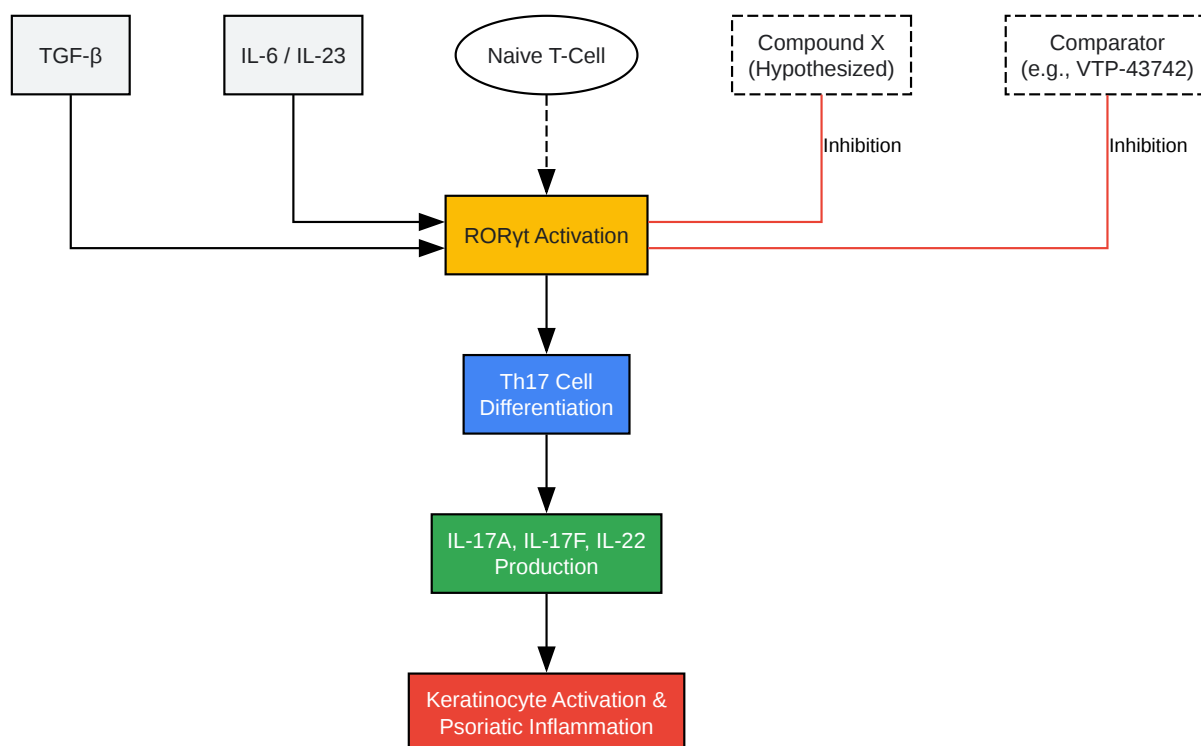 TGF-β
IL-6 / IL-23
Naive T-Cell
Compound X
(Hypothesized)
Comparator
(e.g., VTP-43742)
Inhibition
Inhibition
RORγt Activation
Th17 Cell
Differentiation
IL-17A, IL-17F, IL-22
Production
Keratinocyte Activation &
Psoriatic Inflammation